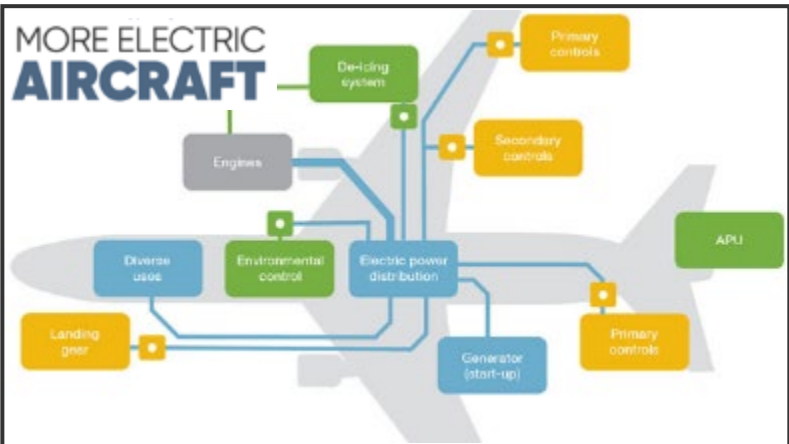 MORE ELECTRIC
AIRCRAFT
Primary
controls
De-icing
system
Secondary
controls
Engines
APU
Diverse
uses
Environmental
control
Electric power
distribution
Landing
gear
Primary
controls
Generator
(start-up)